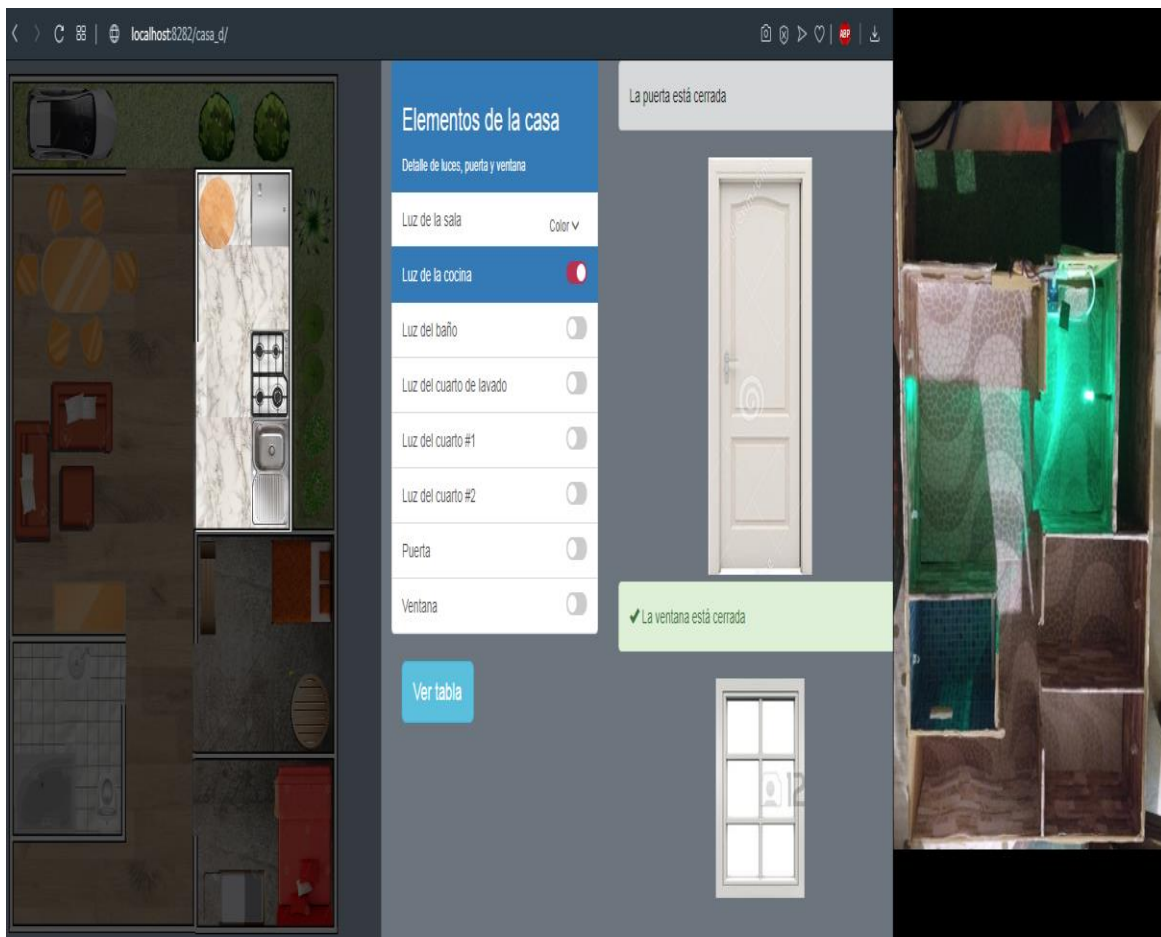 localhost:8282/casa_d/
ABP
Elementos de la casa
Detalle de luces, puerta y ventana
Luz de la sala
Color
Luz de la cocina
Luz del baño
Luz del cuarto de lavado
Luz del cuarto #1
Luz del cuarto #2
Puerta
Ventana
Ver tabla
La puerta está cerrada
✔ La ventana está cerrada
12